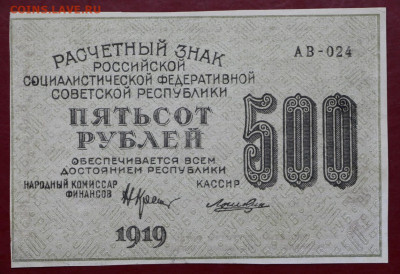 COINS.LAVE.RU
РАСЧЕТНЫЙ ЗНАК
РОССИЙСКОЙ
СОЦИАЛИСТИЧЕСКОЙ ФЕДЕРАТИВНОЙ
СОВЕТСКОЙ РЕСПУБЛИКИ
АВ-024
ПЯТЬСОТ
РУБЛЕЙ
500
ОБЕСПЕЧИВАЕТСЯ ВСЕМ
ДОСТОЯНИЕМ РЕСПУБЛИКИ
НАРОДНЫЙ КОМИССАР
ФИНАНСОВ
КАССИР
1919